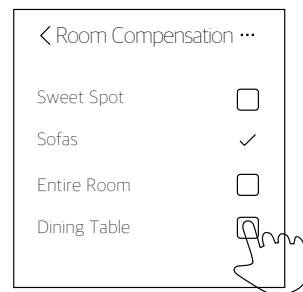 Room Compensation ...
Sweet Spot
Sofas
Entire Room
Dining Table